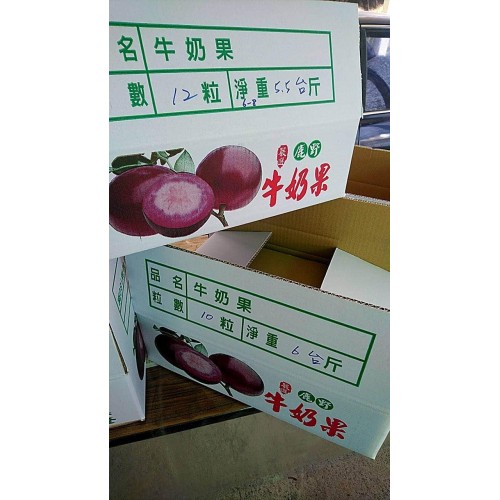 名 牛奶果
數 12粒 淨重 5.5台斤
6-8
鹿野
牛奶果
品名 牛奶果
粒數 10粒 淨重 6台斤
鹿野
牛奶果